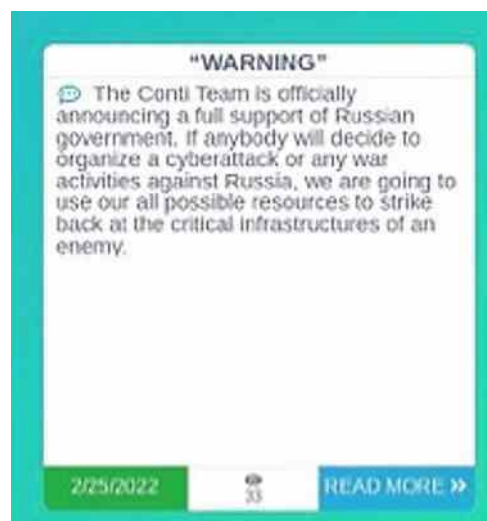 “WARNING”
The Conti Team is officially
announcing a full support of Russian
government. If anybody will decide to
organize a cyberattack or any war
activities against Russia, we are going to
use our all possible resources to strike
back at the critical infrastructures of an
enemy.
2/25/2022
33
READ MORE »